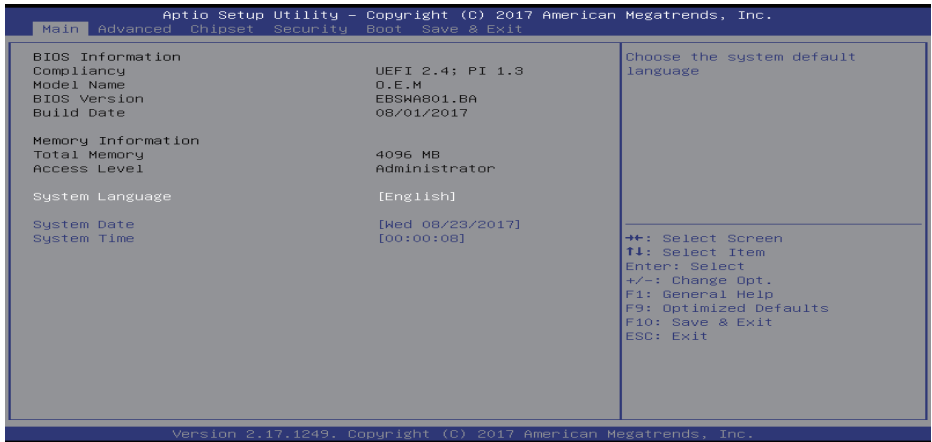 Aptio Setup Utility – Copyright (C) 2017 American Megatrends, Inc.
Main Advanced Chipset Security Boot Save & Exit
BIOS Information
Compliancy UEFI 2.4; PI 1.3
Model Name O.E.M
BIOS Version EBSWA801.BA
Build Date 08/01/2017
Memory Information
Total Memory 4096 MB
Access Level Administrator
System Language [English]
System Date [Wed 08/23/2017]
System Time [00:00:08]
Choose the system default
language
→←: Select Screen
↑↓: Select Item
Enter: Select
+/-: Change Opt.
F1: General Help
F9: Optimized Defaults
F10: Save & Exit
ESC: Exit
Version 2.17.1249. Copyright (C) 2017 American Megatrends, Inc.